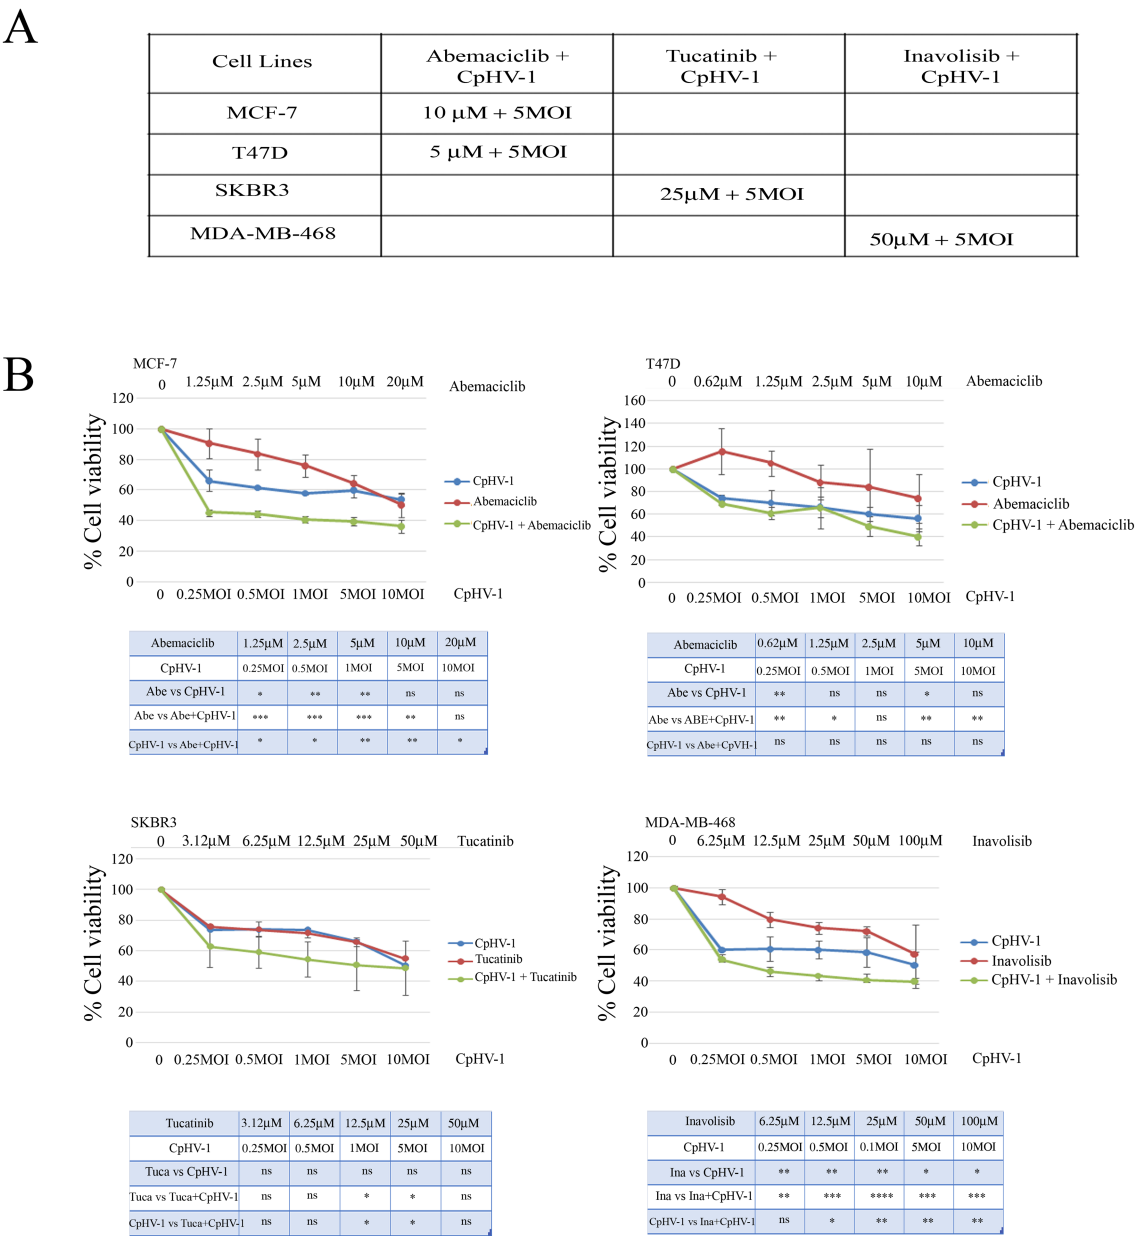 A
Cell Lines
Abemaciclib +
CpHV-1
Tucatinib +
CpHV-1
Inavolisib +
CpHV-1
MCF-7
10 µM + 5MOI
T47D
5 µM + 5MOI
SKBR3
25µM + 5MOI
MDA-MB-468
50µM + 5MOI
B
MCF-7
0 1.25µM 2.5µM 5µM 10µM 20µM Abemaciclib
120
100
80
60
40
20
0
% Cell viability
CpHV-1
Abemaciclib
CpHV-1 + Abemaciclib
0 0.25MOI 0.5MOI 1MOI 5MOI 10MOI CpHV-1
Abemaciclib 1.25µM 2.5µM 5µM 10µM 20µM
CpHV-1 0.25MOI 0.5MOI 1MOI 5MOI 10MOI
Abe vs CpHV-1 * ** ** ns ns
Abe vs Abe+CpHV-1 *** *** *** ** ns
CpHV-1 vs Abe+CpHV-1 * * ** ** *
T47D
0 0.62µM 1.25µM 2.5µM 5µM 10µM Abemaciclib
160
140
120
100
80
60
40
20
0
% Cell viability
CpHV-1
Abemaciclib
CpHV-1 + Abemaciclib
0 0.25MOI 0.5MOI 1MOI 5MOI 10MOI CpHV-1
Abemaciclib 0.62µM 1.25µM 2.5µM 5µM 10µM
CpHV-1 0.25MOI 0.5MOI 1MOI 5MOI 10MOI
Abe vs CpHV-1 ** ns ns * ns
Abe vs ABE+CpHV-1 ** * ns ** **
CpHV-1 vs Abe+CpVH-1 ns ns ns ns ns
SKBR3
0 3.12µM 6.25µM 12.5µM 25µM 50µM Tucatinib
120
100
80
60
40
20
0
% Cell viability
CpHV-1
Tucatinib
CpHV-1 + Tucatinib
0 0.25MOI 0.5MOI 1MOI 5MOI 10MOI CpHV-1
Tucatinib 3.12µM 6.25µM 12.5µM 25µM 50µM
CpHV-1 0.25MOI 0.5MOI 1MOI 5MOI 10MOI
Tuca vs CpHV-1 ns ns ns ns ns
Tuca vs Tuca+CpHV-1 ns ns * * ns
CpHV-1 vs Tuca+CpHV-1 ns ns * * ns
MDA-MB-468
0 6.25µM 12.5µM 25µM 50µM 100µM Inavolisib
120
100
80
60
40
20
0
% Cell viability
CpHV-1
Inavolisib
CpHV-1 + Inavolisib
0 0.25MOI 0.5MOI 1MOI 5MOI 10MOI CpHV-1
Inavolisib 6.25µM 12.5µM 25µM 50µM 100µM
CpHV-1 0.25MOI 0.5MOI 0.1MOI 5MOI 10MOI
Ina vs CpHV-1 ** ** ** * *
Ina vs Ina+CpHV-1 ** *** **** *** ***
CpHV-1 vs Ina+CpHV-1 ns * ** ** **